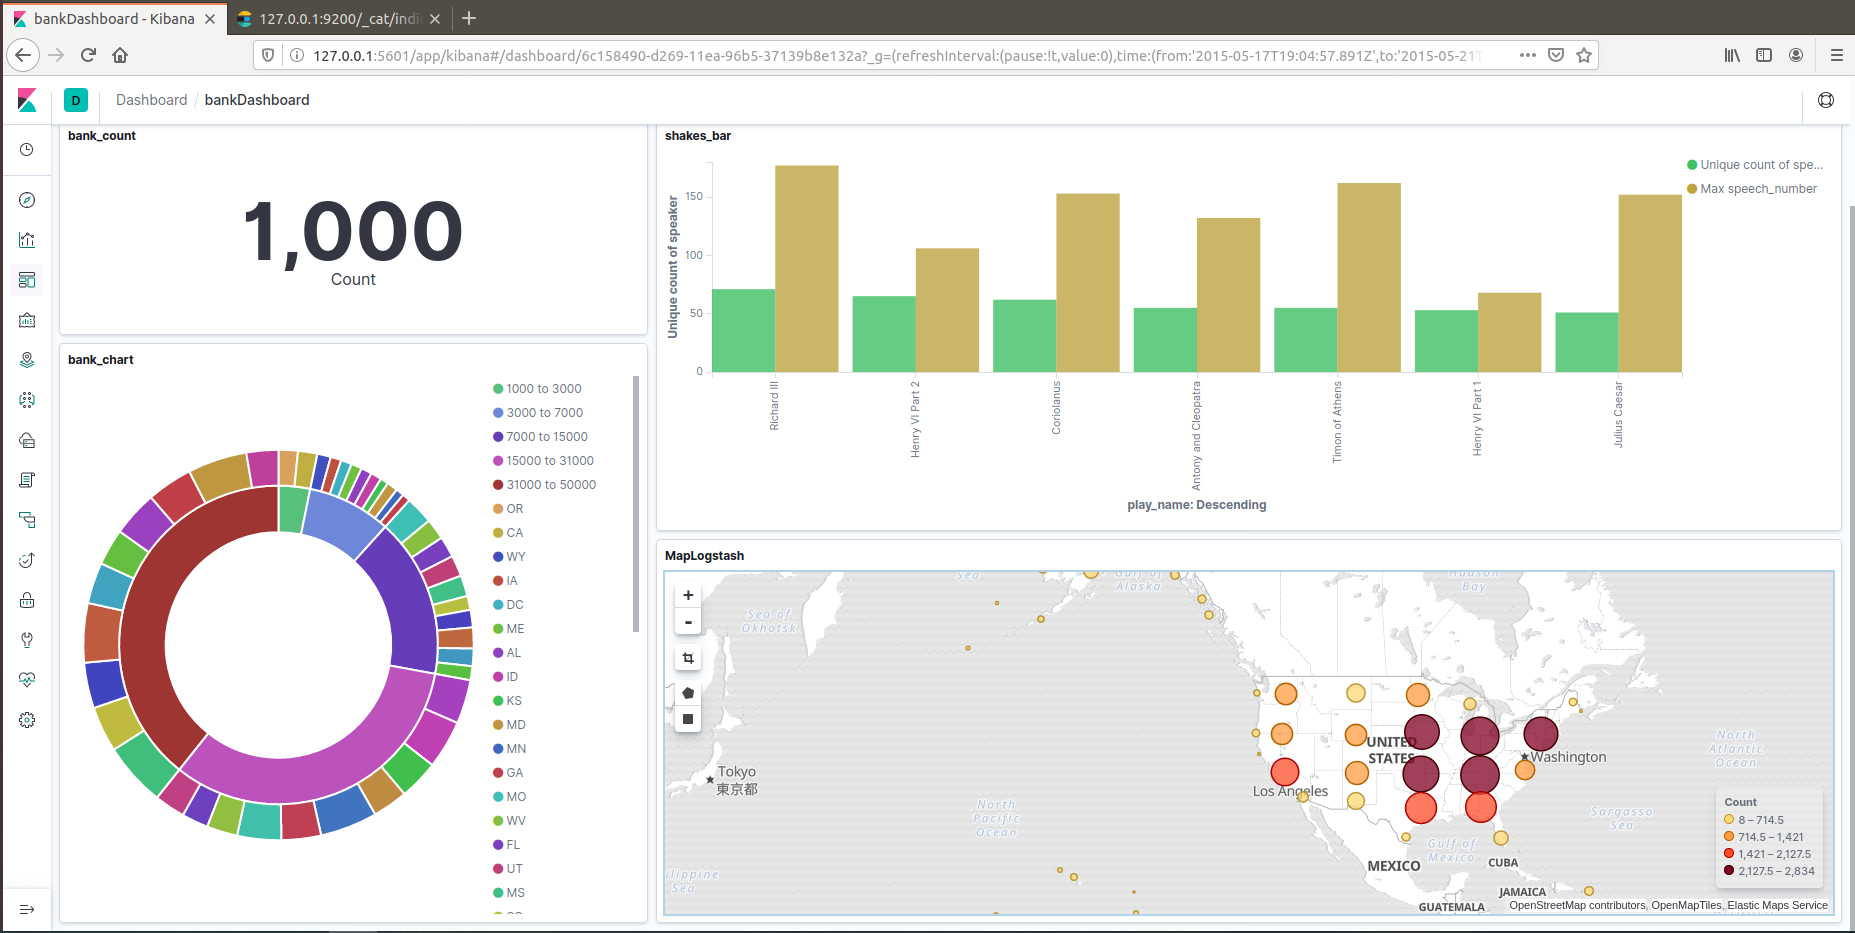 bankDashboard - Kibana
127.0.0.1:9200/_cat/indi
127.0.0.1:5601/app/kibana#/dashboard/6c158490-d269-11ea-96b5-37139b8e132a?_g=(refreshInterval:(pause:!t,value:0),time:(from:'2015-05-17T19:04:57.891Z',to:'2015-05-21T
D
Dashboard / bankDashboard
bank_count
1,000
Count
shakes_bar
Unique count of spe...
Max speech_number
Unique count of speaker
150
100
50
0
Richard III
Henry VI Part 2
Coriolanus
Antony and Cleopatra
Timon of Athens
Henry VI Part 1
Julius Caesar
play_name: Descending
bank_chart
1000 to 3000
3000 to 7000
7000 to 15000
15000 to 31000
31000 to 50000
OR
CA
WY
IA
DC
ME
AL
ID
KS
MD
MN
GA
MO
WV
FL
UT
MS
MapLogstash
+
-
Sea
Gulf of
Alaska
Hudson
Bay
Sea of
Okhotsk
UNITED
STATES
Washington
North
Atlantic
Ocean
Tokyo
東京都
Los Angeles
North
Pacific
Ocean
Sargasso
Sea
Gulf of
Mexico
MEXICO
CUBA
JAMAICA
GUATEMALA
llippine
Sea
Count
8 – 714.5
714.5 – 1,421
1,421 – 2,127.5
2,127.5 – 2,834
OpenStreetMap contributors, OpenMapTiles, Elastic Maps Service